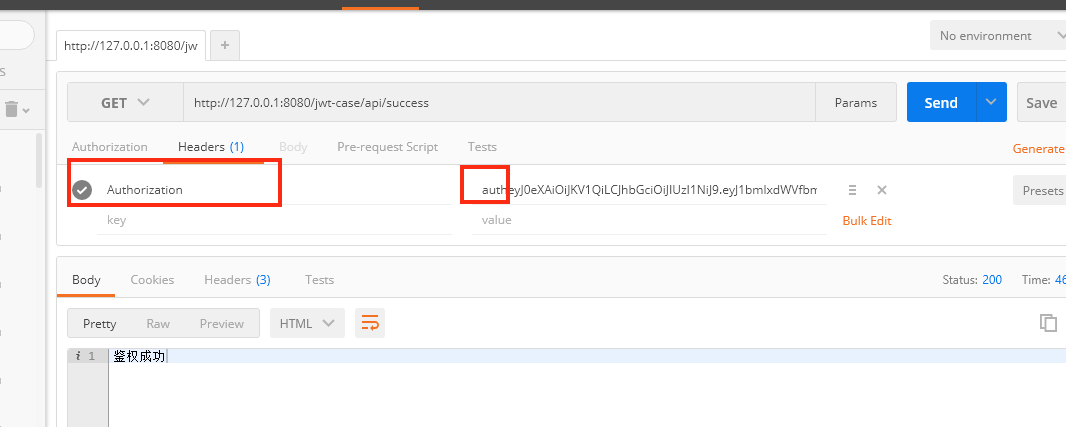 http://127.0.0.1:8080/jw
+
No environment
S
GET
http://127.0.0.1:8080/jwt-case/api/success
Params
Send
Save
Authorization
Headers (1)
Body
Pre-request Script
Tests
Generate
Authorization
autheyJ0eXAiOiJKV1QiLCJhbGciOiJIUzI1NiJ9.eyJ1bmlxdWVfbm
Presets
key
value
Bulk Edit
Body
Cookies
Headers (3)
Tests
Status: 200
Time: 46
Pretty
Raw
Preview
HTML
i 1
鉴权成功